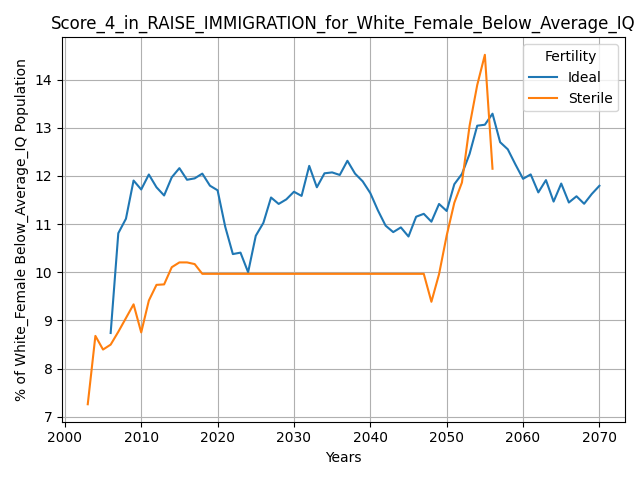 Score_4_in_RAISE_IMMIGRATION_for_White_Female_Below_Average_IQ
% of White_Female Below_Average_IQ Population
14
13
12
11
10
9
8
7
Fertility
Ideal
Sterile
2000 2010 2020 2030 2040 2050 2060 2070
Years